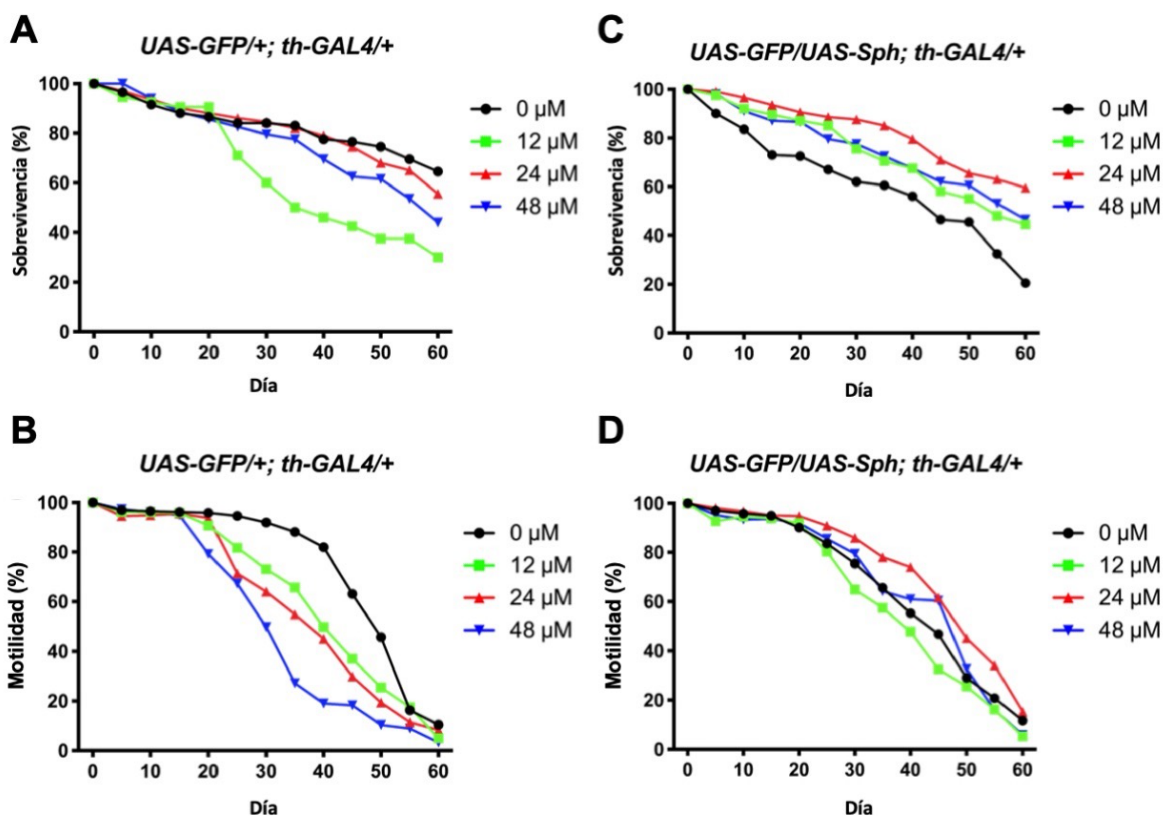 A
UAS-GFP/+; th-GAL4/+
Sobrevivencia (%)
100
80
60
40
20
0
0 10 20 30 40 50 60
Día
0 µM
12 µM
24 µM
48 µM
C
UAS-GFP/UAS-Sph; th-GAL4/+
Sobrevivencia (%)
100
80
60
40
20
0
0 10 20 30 40 50 60
Día
0 µM
12 µM
24 µM
48 µM
B
UAS-GFP/+; th-GAL4/+
Motilidad (%)
100
80
60
40
20
0
0 10 20 30 40 50 60
Día
0 µM
12 µM
24 µM
48 µM
D
UAS-GFP/UAS-Sph; th-GAL4/+
Motilidad (%)
100
80
60
40
20
0
0 10 20 30 40 50 60
Día
0 µM
12 µM
24 µM
48 µM